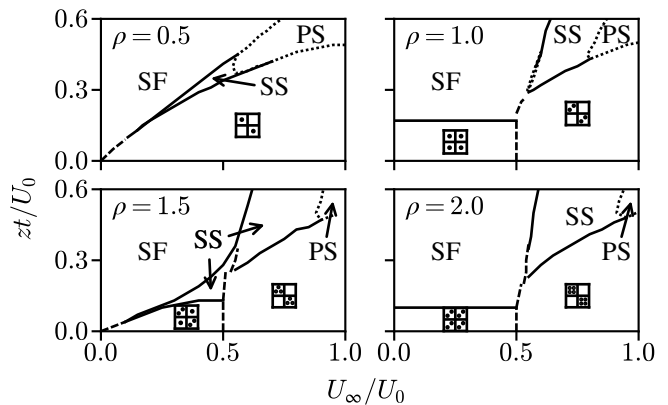 0.6
0.3
0.0
ρ = 0.5
SF
SS
PS
ρ = 1.0
SF
SS
PS
0.6
0.3
0.0
ρ = 1.5
SF
SS
PS
ρ = 2.0
SF
SS
PS
0.0 0.5 1.0
0.0 0.5 1.0
zt/U₀
U∞/U₀